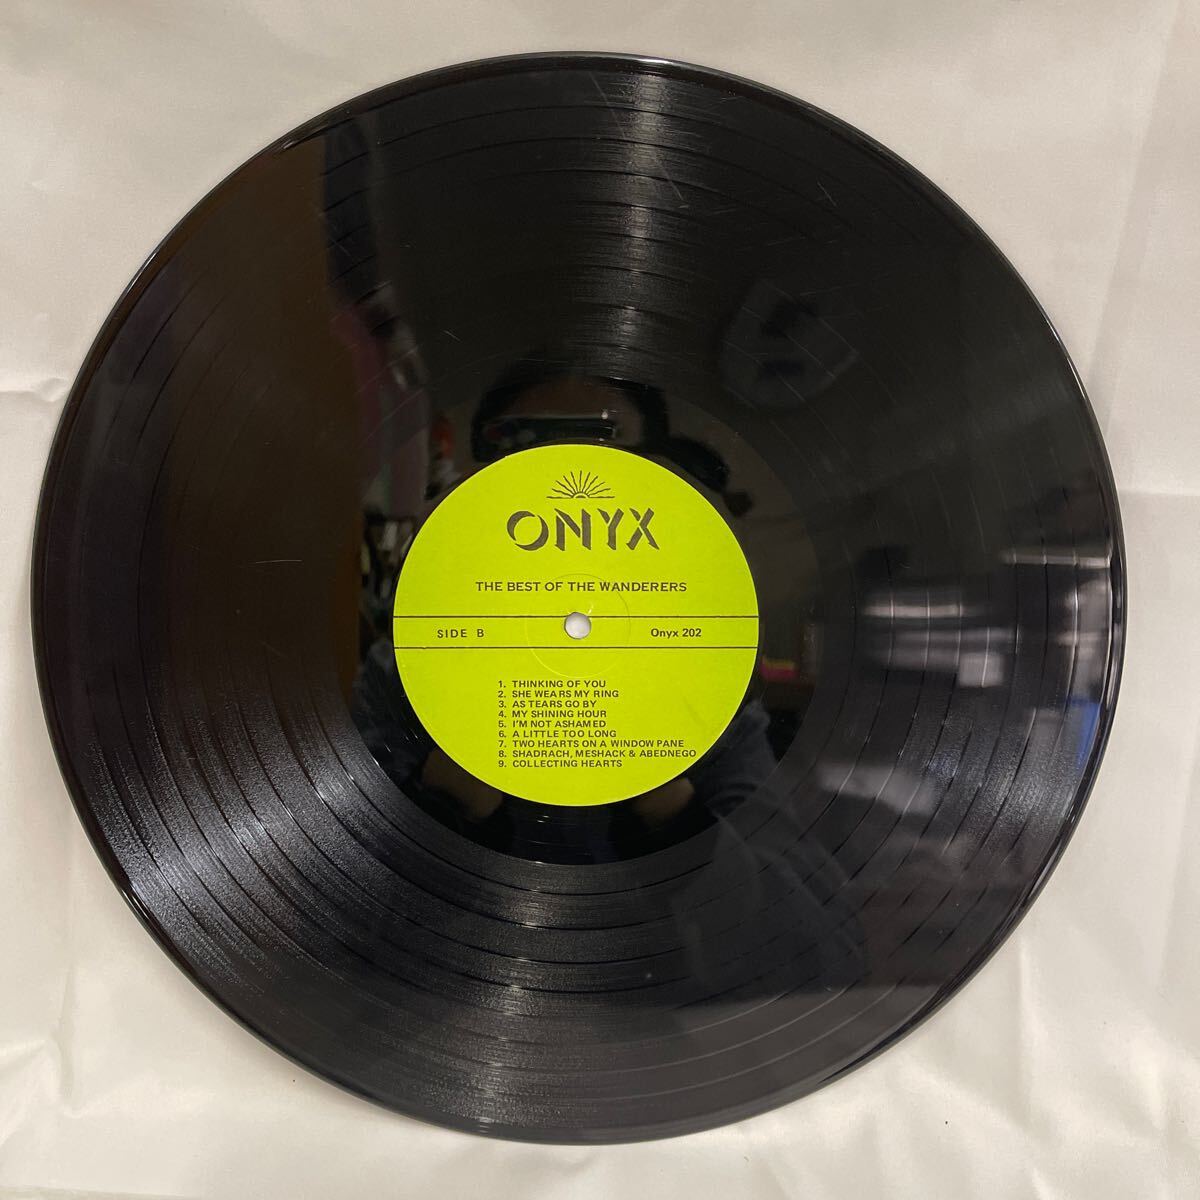 ONYX
THE BEST OF THE WANDERERS
SIDE B
Onyx 202
1. THINKING OF YOU
2. SHE WEARS MY RING
3. AS TEARS GO BY
4. MY SHINING HOUR
5. I'M NOT ASHAMED
6. A LITTLE TOO LONG
7. TWO HEARTS ON A WINDOW PANE
8. SHADRACH, MESHACK & ABEDNEGO
9. COLLECTING HEARTS